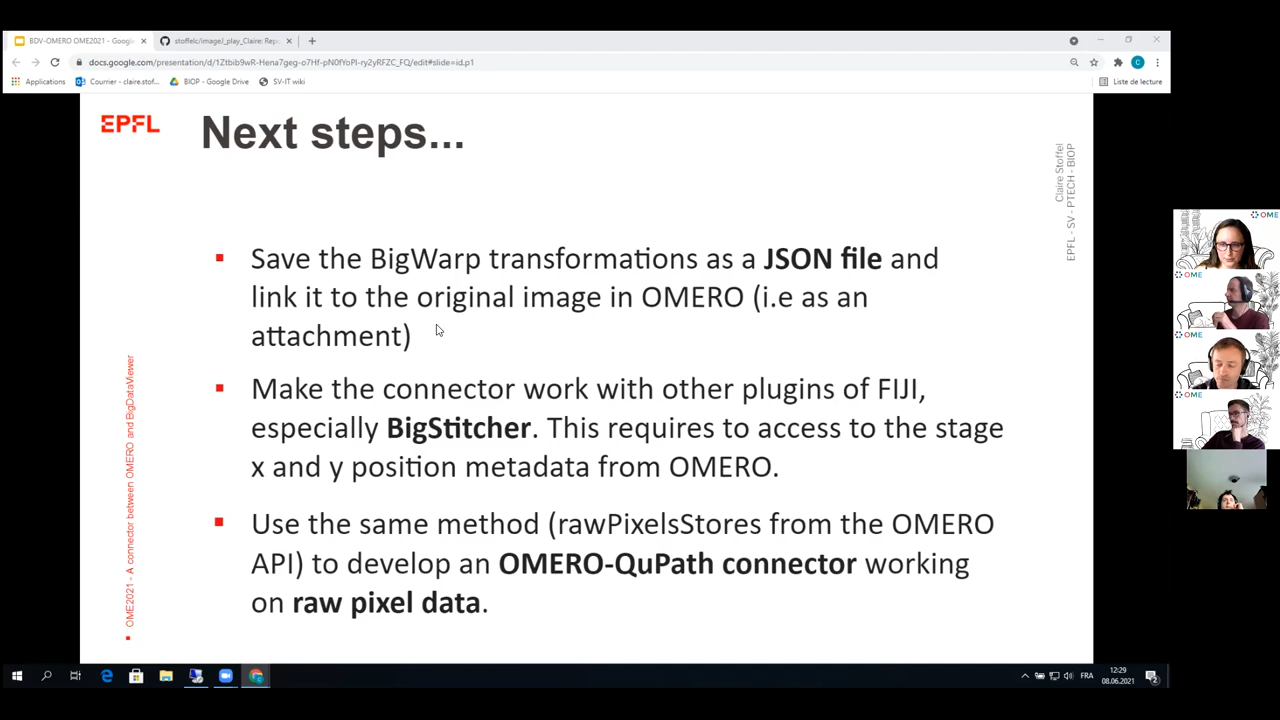 BDV-OMERO OME2021 - Google
stoffelc/imageJ_play_Claire: Rep
docs.google.com/presentation/d/1Ztbib9wR-Hena7geg-o7Hf-pN0fYoPI-ry2yRFZC_FQ/edit#slide=id.p1
C
Applications
Courrier - claire.stof...
BIOP - Google Drive
SV-IT wiki
Liste de lecture
EPFL
Next steps...
Claire Stoffel
EPFL - SV - PTECH - BIOP
Save the BigWarp transformations as a JSON file and
link it to the original image in OMERO (i.e as an
attachment)
Make the connector work with other plugins of FIJI,
especially BigStitcher. This requires to access to the stage
x and y position metadata from OMERO.
Use the same method (rawPixelsStores from the OMERO
API) to develop an OMERO-QuPath connector working
on raw pixel data.
OME2021 - A connector between OMERO and BigDataViewer
OME
OME
OME
OME
FRA
12:29
08.06.2021
2